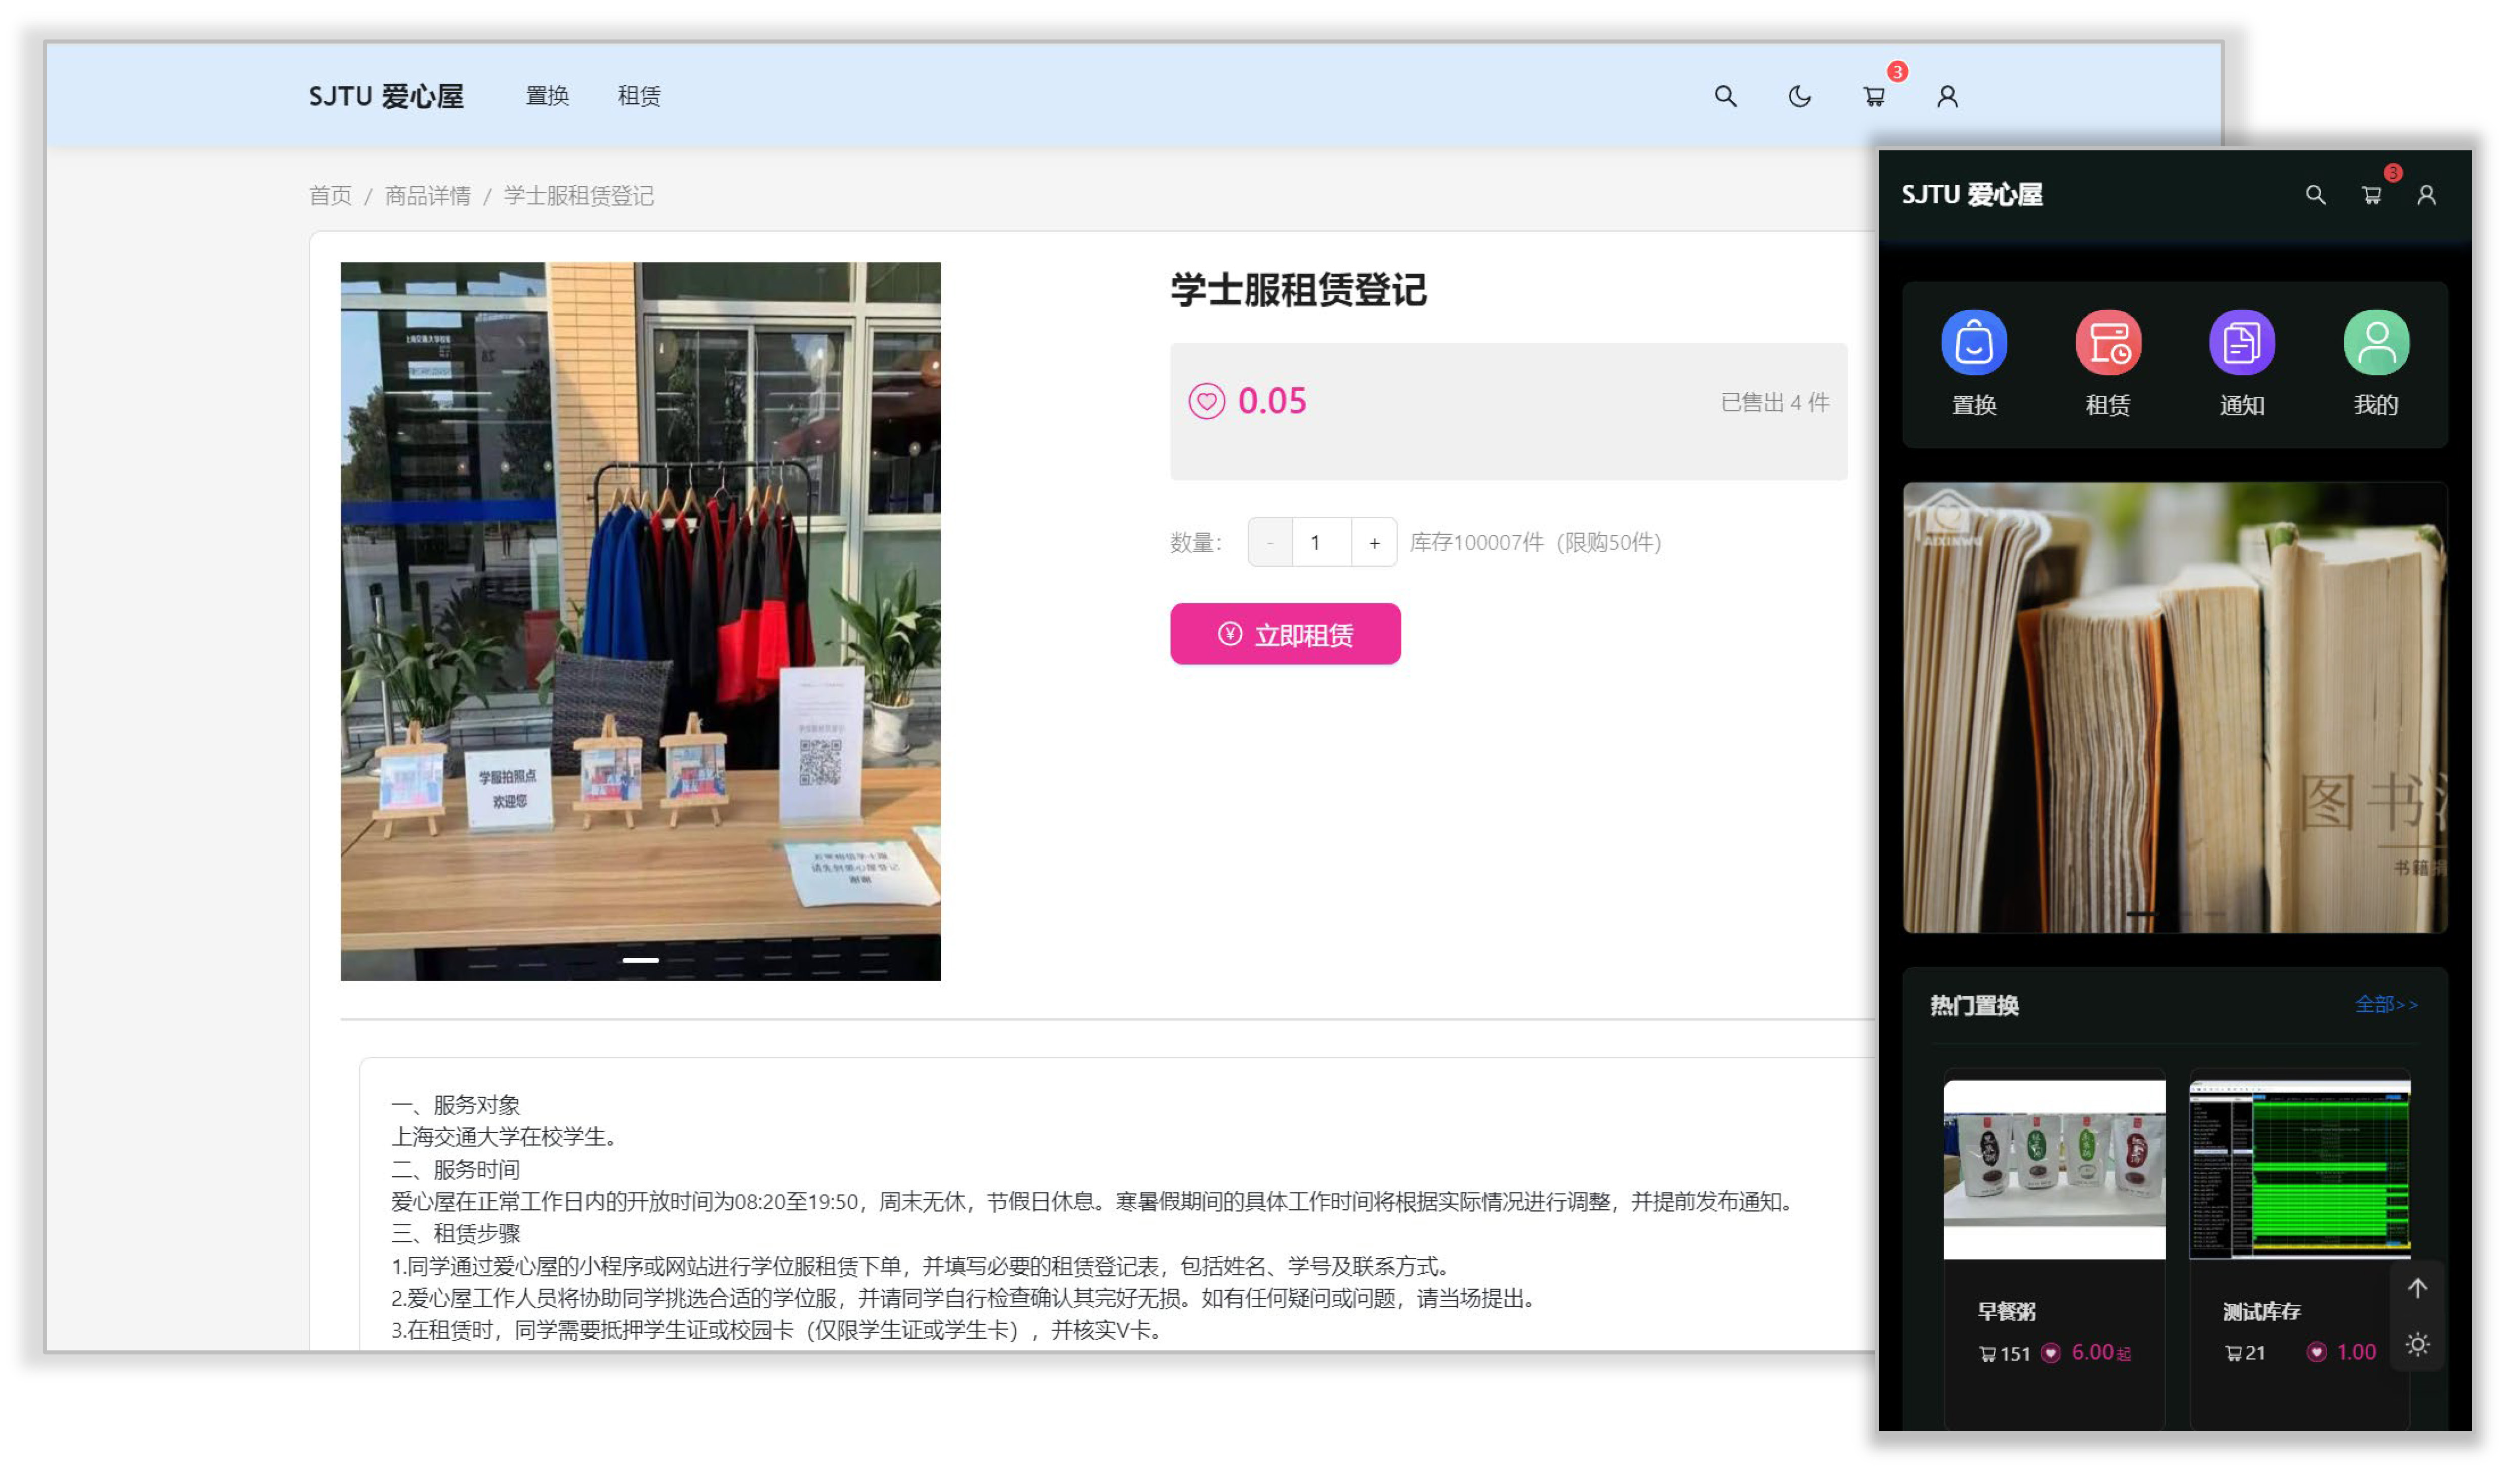 SJTU 爱心屋
置换
租赁
3
首页 / 商品详情 / 学士服租赁登记
学士服租赁登记
0.05
已售出 4 件
数量：
-
1
+
库存100007件（限购50件）
立即租赁
学服拍照点
欢迎您
一、服务对象
上海交通大学在校学生。
二、服务时间
爱心屋在正常工作日内的开放时间为08:20至19:50，周末无休，节假日休息。寒暑假期间的具体工作时间将根据实际情况进行调整，并提前发布通知。
三、租赁步骤
1.同学通过爱心屋的小程序或网站进行学位服租赁下单，并填写必要的租赁登记表，包括姓名、学号及联系方式。
2.爱心屋工作人员将协助同学挑选合适的学位服，并请同学自行检查确认其完好无损。如有任何疑问或问题，请当场提出。
3.在租赁时，同学需要抵押学生证或校园卡（仅限学生证或学生卡），并核实V卡。
SJTU 爱心屋
3
置换
租赁
通知
我的
AIXINWU
图书
书籍
热门置换
全部>>
早餐粥
151
6.00起
测试库存
21
1.00